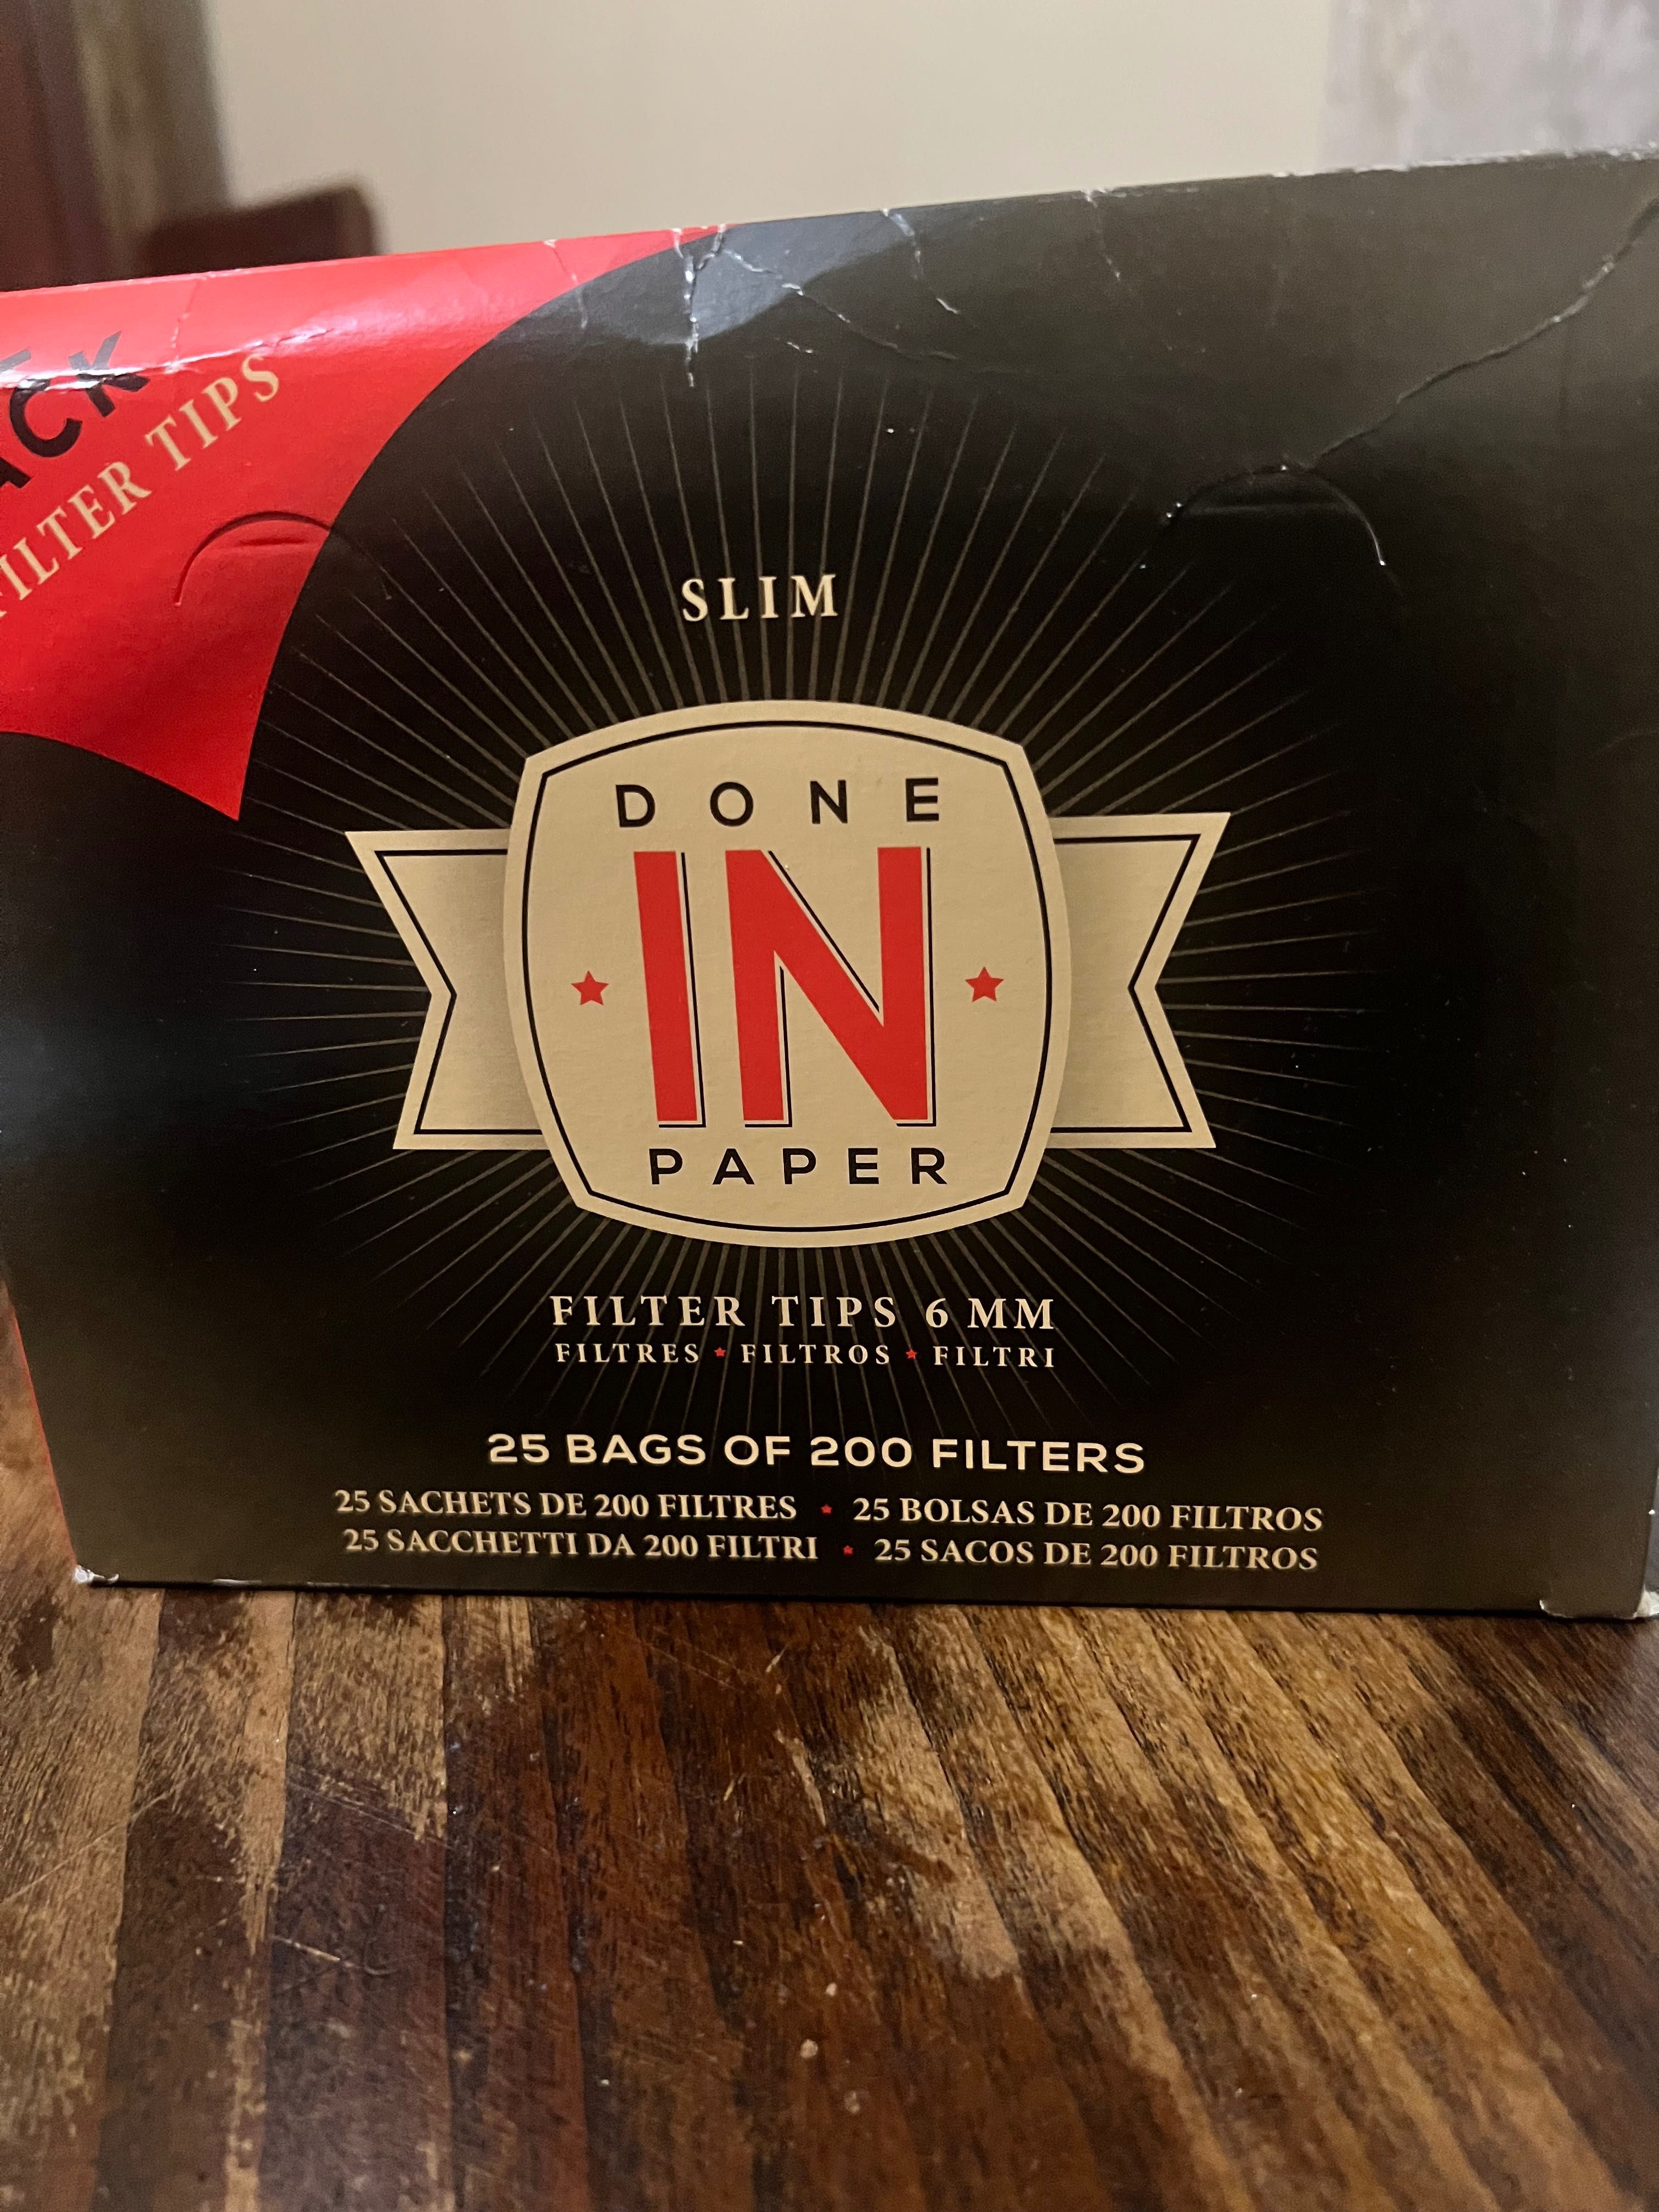 FILTER TIPS
SLIM
DONE
IN
PAPER
FILTER TIPS 6 MM
FILTRES ★ FILTROS ★ FILTRI
25 BAGS OF 200 FILTERS
25 SACHETS DE 200 FILTRES ★ 25 BOLSAS DE 200 FILTROS
25 SACCHETTI DA 200 FILTRI ★ 25 SACOS DE 200 FILTROS